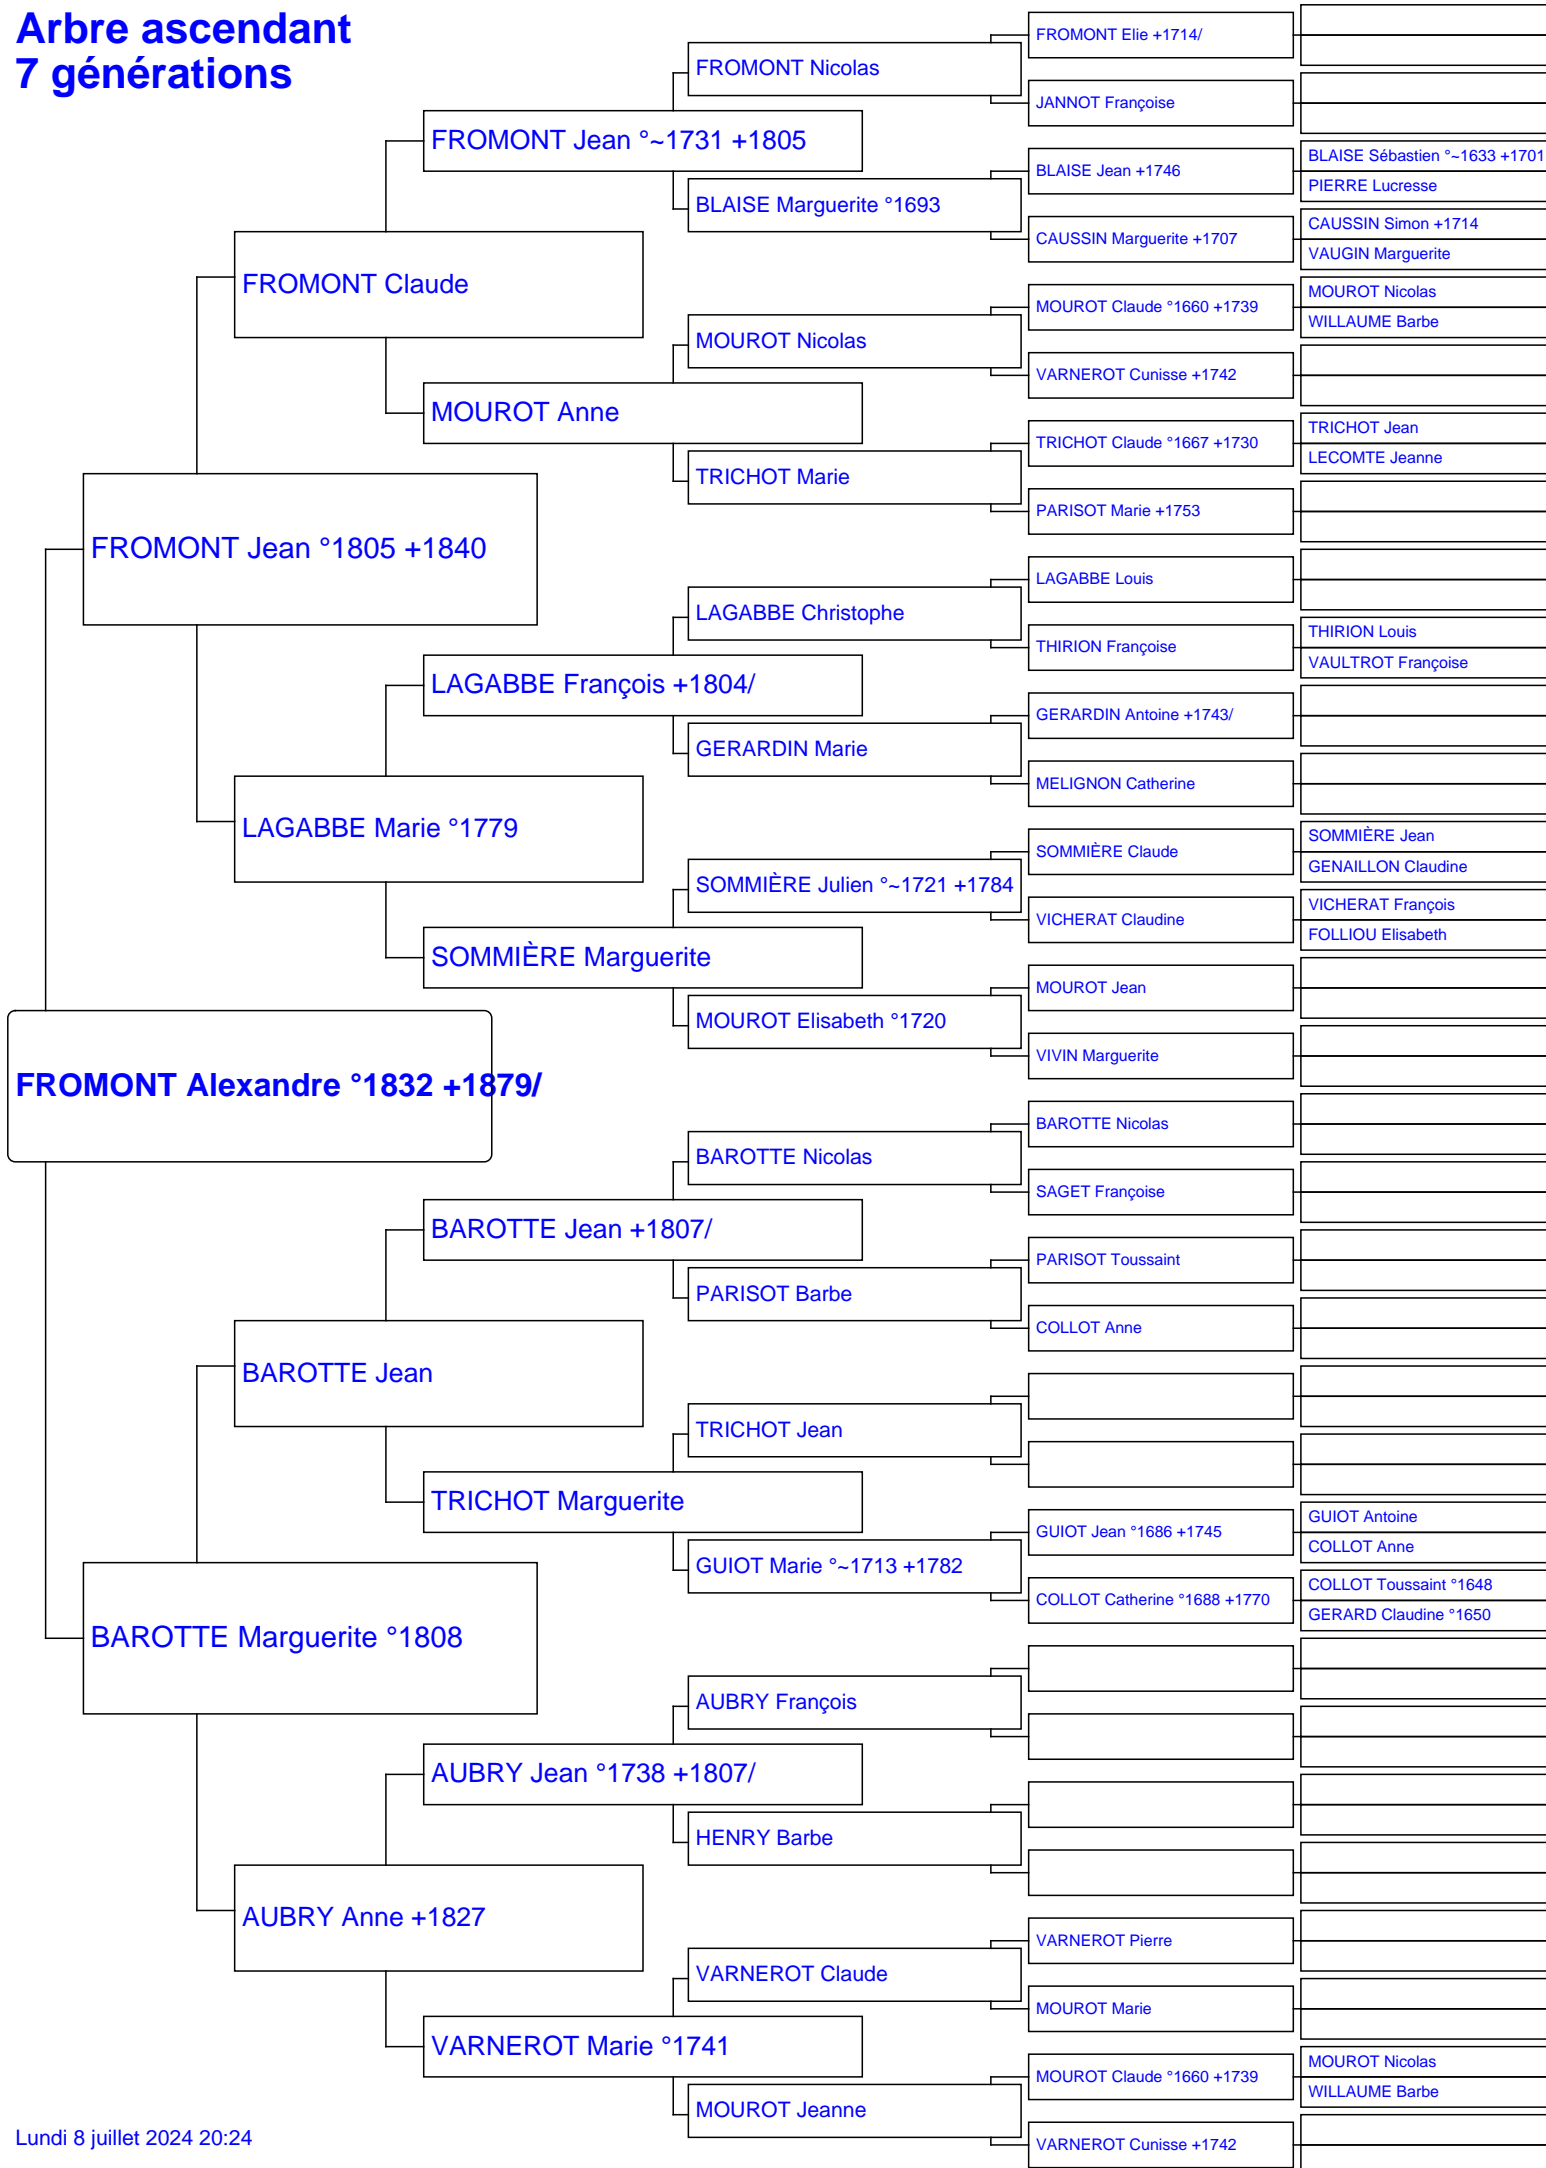 Arbre ascendant
7 générations
FROMONT Elie +1714/
FROMONT Nicolas
JANNOT Françoise
FROMONT Jean °~1731 +1805
BLAISE Sébastien °~1633 +1701
BLAISE Jean +1746
PIERRE Lucresse
BLAISE Marguerite °1693
CAUSSIN Simon +1714
CAUSSIN Marguerite +1707
VAUGIN Marguerite
FROMONT Claude
MOUROT Nicolas
MOUROT Claude °1660 +1739
WILLAUME Barbe
MOUROT Nicolas
VARNEROT Cunisse +1742
MOUROT Anne
TRICHOT Jean
TRICHOT Claude °1667 +1730
LECOMTE Jeanne
TRICHOT Marie
PARISOT Marie +1753
FROMONT Jean °1805 +1840
LAGABBE Louis
LAGABBE Christophe
THIRION Louis
THIRION Françoise
VAULTROT Françoise
LAGABBE François +1804/
GERARDIN Antoine +1743/
GERARDIN Marie
MELIGNON Catherine
LAGABBE Marie °1779
SOMMIÈRE Jean
SOMMIÈRE Claude
GENAILLON Claudine
SOMMIÈRE Julien °~1721 +1784
VICHERAT François
VICHERAT Claudine
FOLLIOU Elisabeth
SOMMIÈRE Marguerite
MOUROT Jean
MOUROT Elisabeth °1720
VIVIN Marguerite
FROMONT Alexandre °1832 +1879/
BAROTTE Nicolas
BAROTTE Nicolas
SAGET Françoise
BAROTTE Jean +1807/
PARISOT Toussaint
PARISOT Barbe
COLLOT Anne
BAROTTE Jean
TRICHOT Jean
TRICHOT Marguerite
GUIOT Antoine
GUIOT Jean °1686 +1745
COLLOT Anne
GUIOT Marie °~1713 +1782
COLLOT Toussaint °1648
COLLOT Catherine °1688 +1770
GERARD Claudine °1650
BAROTTE Marguerite °1808
AUBRY François
AUBRY Jean °1738 +1807/
HENRY Barbe
AUBRY Anne +1827
VARNEROT Pierre
VARNEROT Claude
MOUROT Marie
VARNEROT Marie °1741
MOUROT Nicolas
MOUROT Claude °1660 +1739
WILLAUME Barbe
MOUROT Jeanne
VARNEROT Cunisse +1742
Lundi 8 juillet 2024 20:24